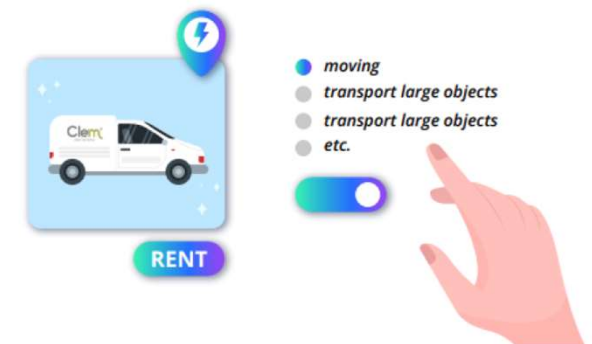 Clem'
RENT
moving
transport large objects
transport large objects
etc.